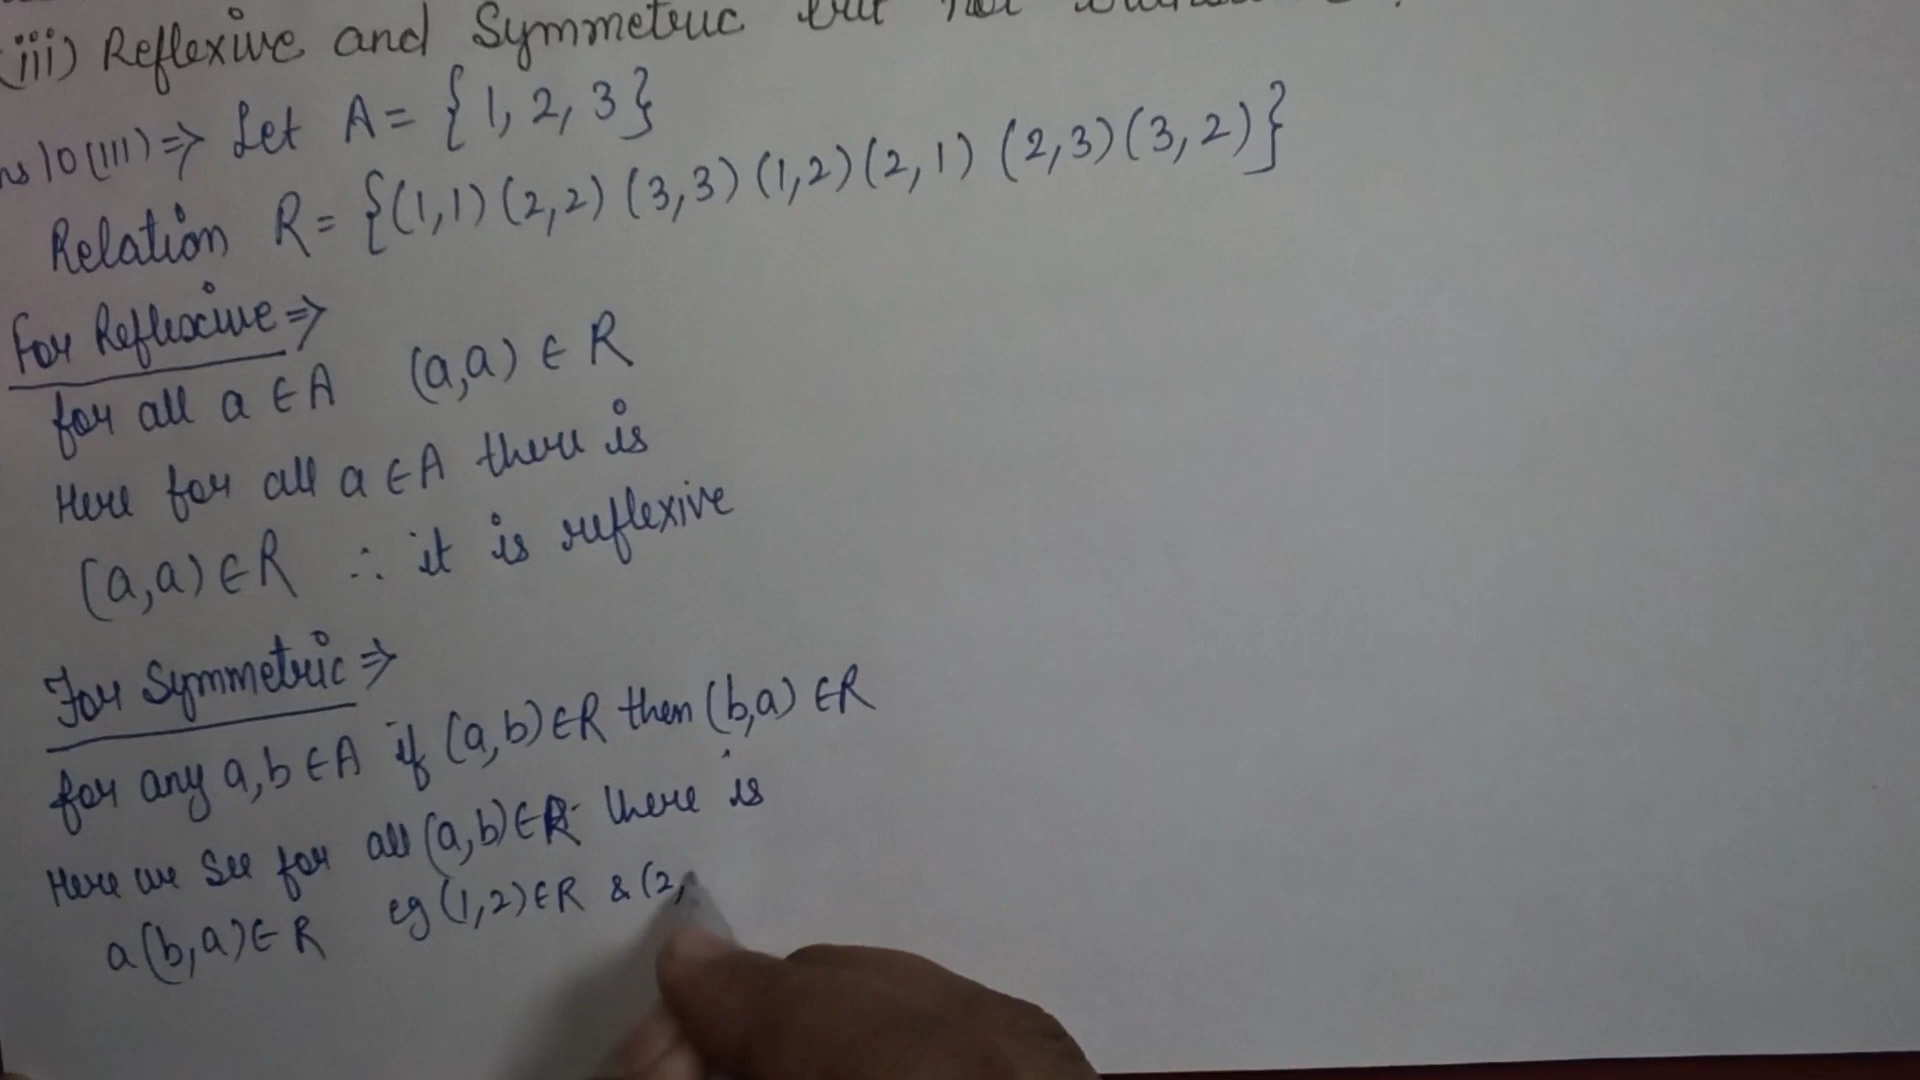 (iii) Reflexive and Symmetric but not
10(III) ⇒ Let A = {1, 2, 3}
Relation R = {(1,1) (2,2) (3,3) (1,2) (2,1) (2,3) (3,2)}
For Reflexive ⇒
for all a ∈ A (a,a) ∈ R
Here for all a ∈ A there is
(a,a) ∈ R ∴ it is reflexive
For Symmetric ⇒
for any a,b ∈ A if (a,b) ∈ R then (b,a) ∈ R
Here we see for all (a,b) ∈ R there is
a (b,a) ∈ R eg (1,2) ∈ R & (2,